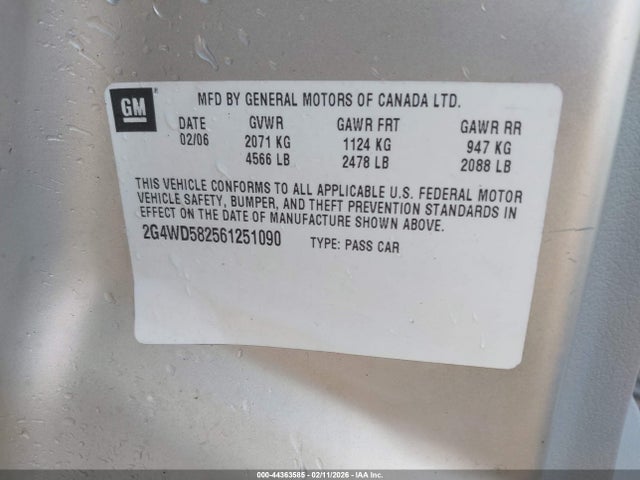 GM
MFD BY GENERAL MOTORS OF CANADA LTD.
DATE GVWR GAWR FRT GAWR RR
02/06 2071 KG 1124 KG 947 KG
4566 LB 2478 LB 2088 LB
THIS VEHICLE CONFORMS TO ALL APPLICABLE U.S. FEDERAL MOTOR
VEHICLE SAFETY, BUMPER, AND THEFT PREVENTION STANDARDS IN
EFFECT ON THE DATE OF MANUFACTURE SHOWN ABOVE.
2G4WD582561251090 TYPE: PASS CAR
000-44363585 - 02/11/2026 - IAA Inc.